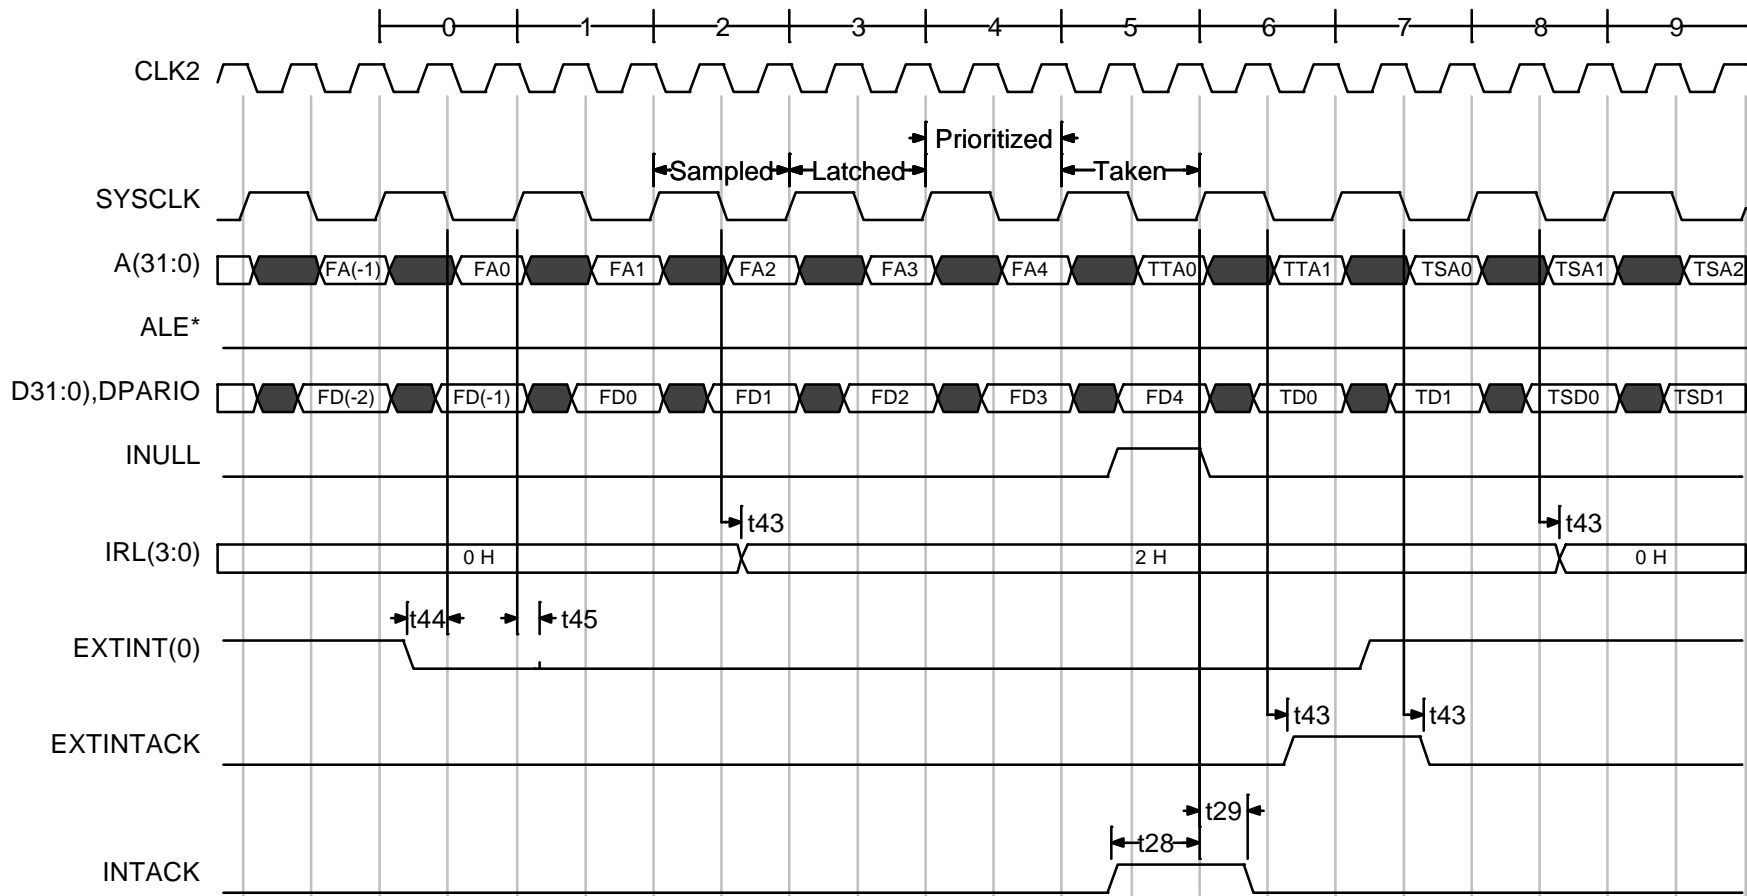 0 1 2 3 4 5 6 7 8 9
CLK2
Prioritized
Sampled Latched Taken
SYSCLK
A(31:0) FA(-1) FA0 FA1 FA2 FA3 FA4 TTA0 TTA1 TSA0 TSA1 TSA2
ALE*
D31:0),DPARIO FD(-2) FD(-1) FD0 FD1 FD2 FD3 FD4 TD0 TD1 TSD0 TSD1
INULL
t43 t43
IRL(3:0) 0 H 2 H 0 H
t44 t45
EXTINT(0)
t43 t43
EXTINTACK
t29
t28
INTACK